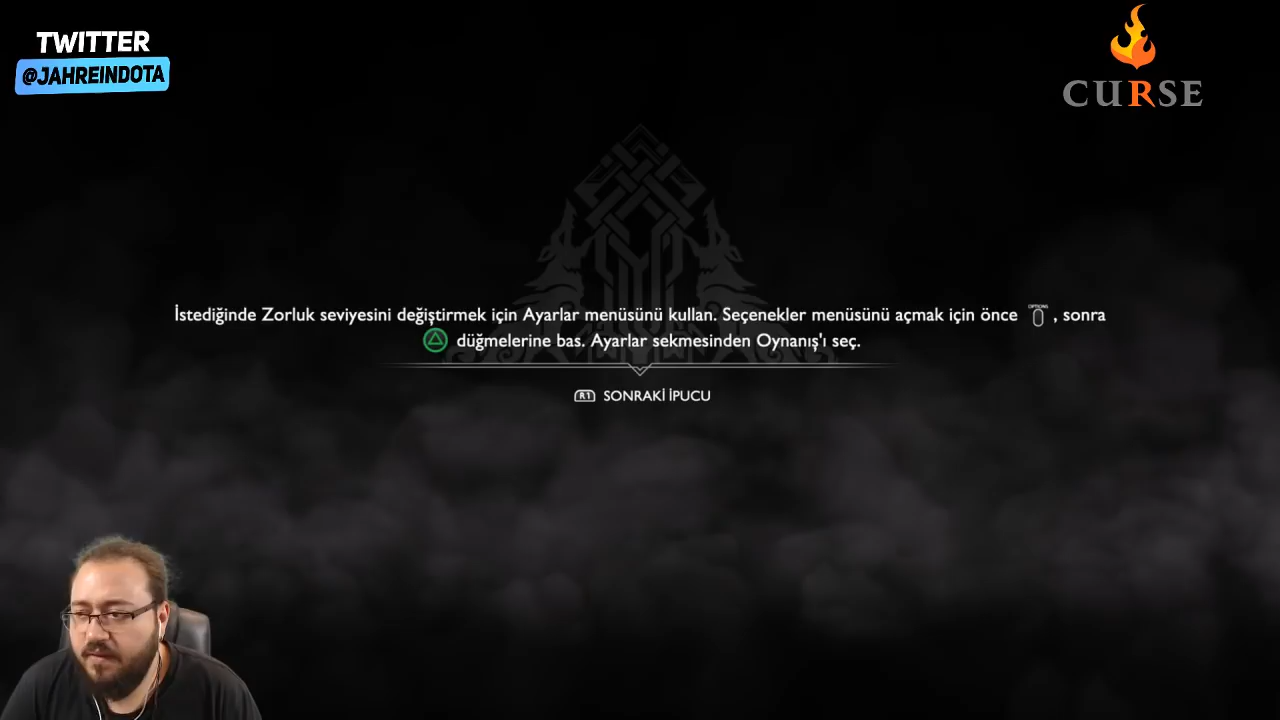 TWITTER
@JAHREINDOTA
CURSE
İstediğinde Zorluk seviyesini değiştirmek için Ayarlar menüsünü kullan. Seçenekler menüsünü açmak için önce OPTIONS , sonra
düğmelerine bas. Ayarlar sekmesinden Oynanış'ı seç.
R1 SONRAKİ İPUCU